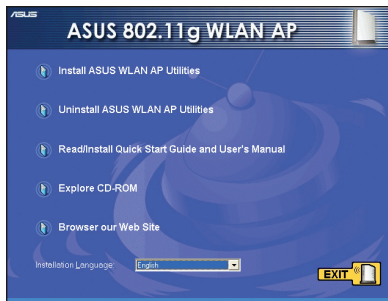 ASUS
ASUS 802.11g WLAN AP
Install ASUS WLAN AP Utilities
Uninstall ASUS WLAN AP Utilities
Read/Install Quick Start Guide and User's Manual
Explore CD-ROM
Browser our Web Site
Installation Language: English
EXIT